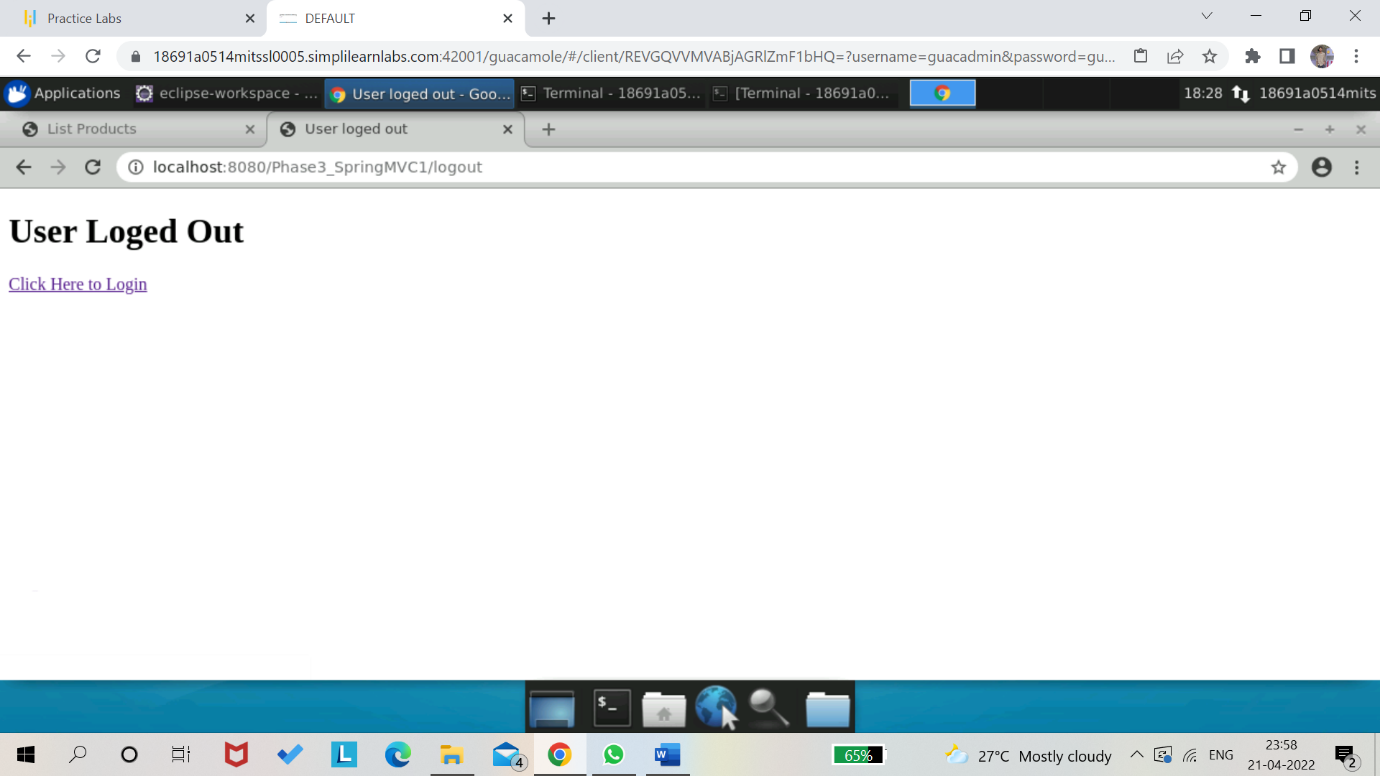 Practice Labs
DEFAULT
18691a0514mitssl0005.simplilearnlabs.com:42001/guacamole/#/client/REVGQVVMVABjAGRlZmF1bHQ=?username=guacadmin&password=gu...
Applications
eclipse-workspace - ...
User loged out - Goo...
Terminal - 18691a05...
[Terminal - 18691a0...
18:28
18691a0514mits
List Products
User loged out
localhost:8080/Phase3_SpringMVC1/logout
User Loged Out
Click Here to Login
$_
L
4
W
65%
27°C Mostly cloudy
ENG
23:58
21-04-2022
2